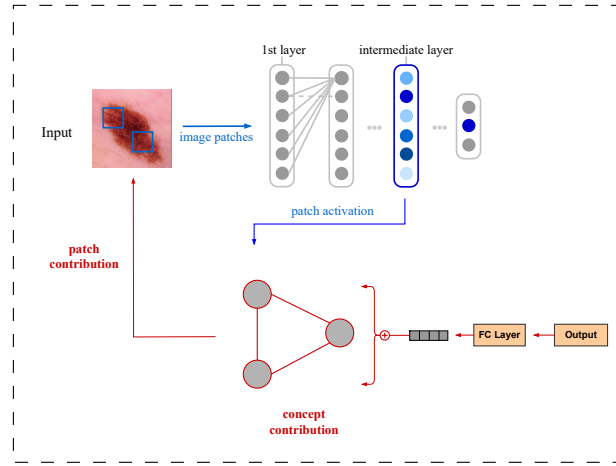 1st layer
intermediate layer
Input
image patches
patch activation
patch
contribution
FC Layer
Output
concept
contribution